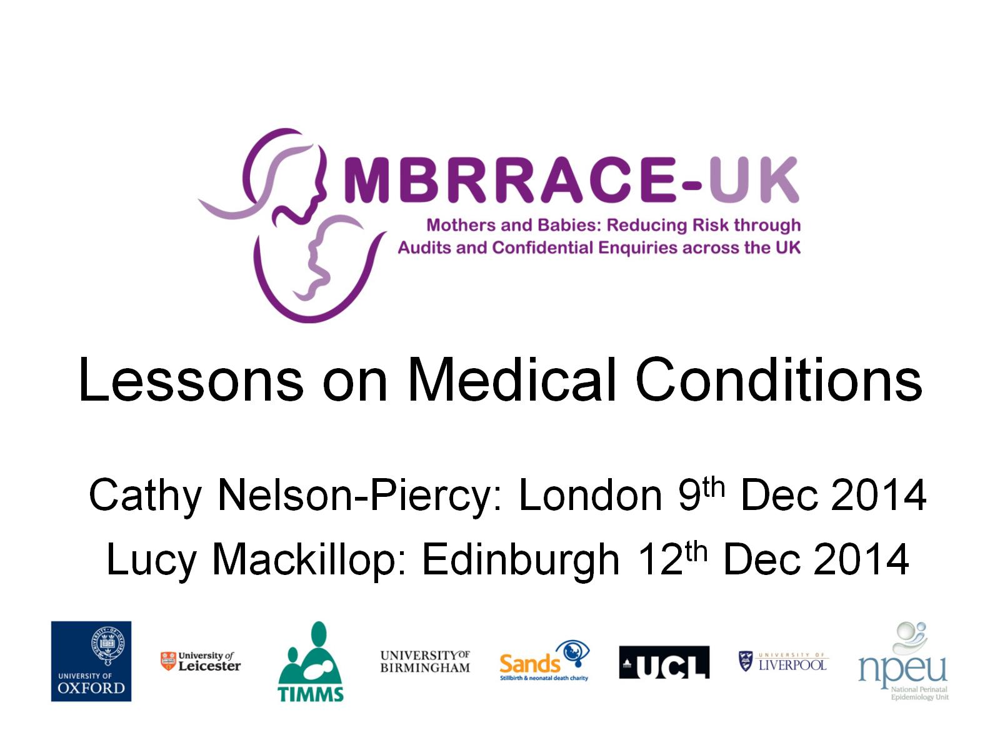 MBRRACE-UK
Mothers and Babies: Reducing Risk through
Audits and Confidential Enquiries across the UK
Lessons on Medical Conditions
Cathy Nelson-Piercy: London 9th Dec 2014
Lucy Mackillop: Edinburgh 12th Dec 2014
UNIVERSITY OF
OXFORD
University of
Leicester
TIMMS
UNIVERSITY OF
BIRMINGHAM
Sands
Stillbirth & neonatal death charity
UCL
UNIVERSITY OF
LIVERPOOL
npeu
National Perinatal
Epidemiology Unit